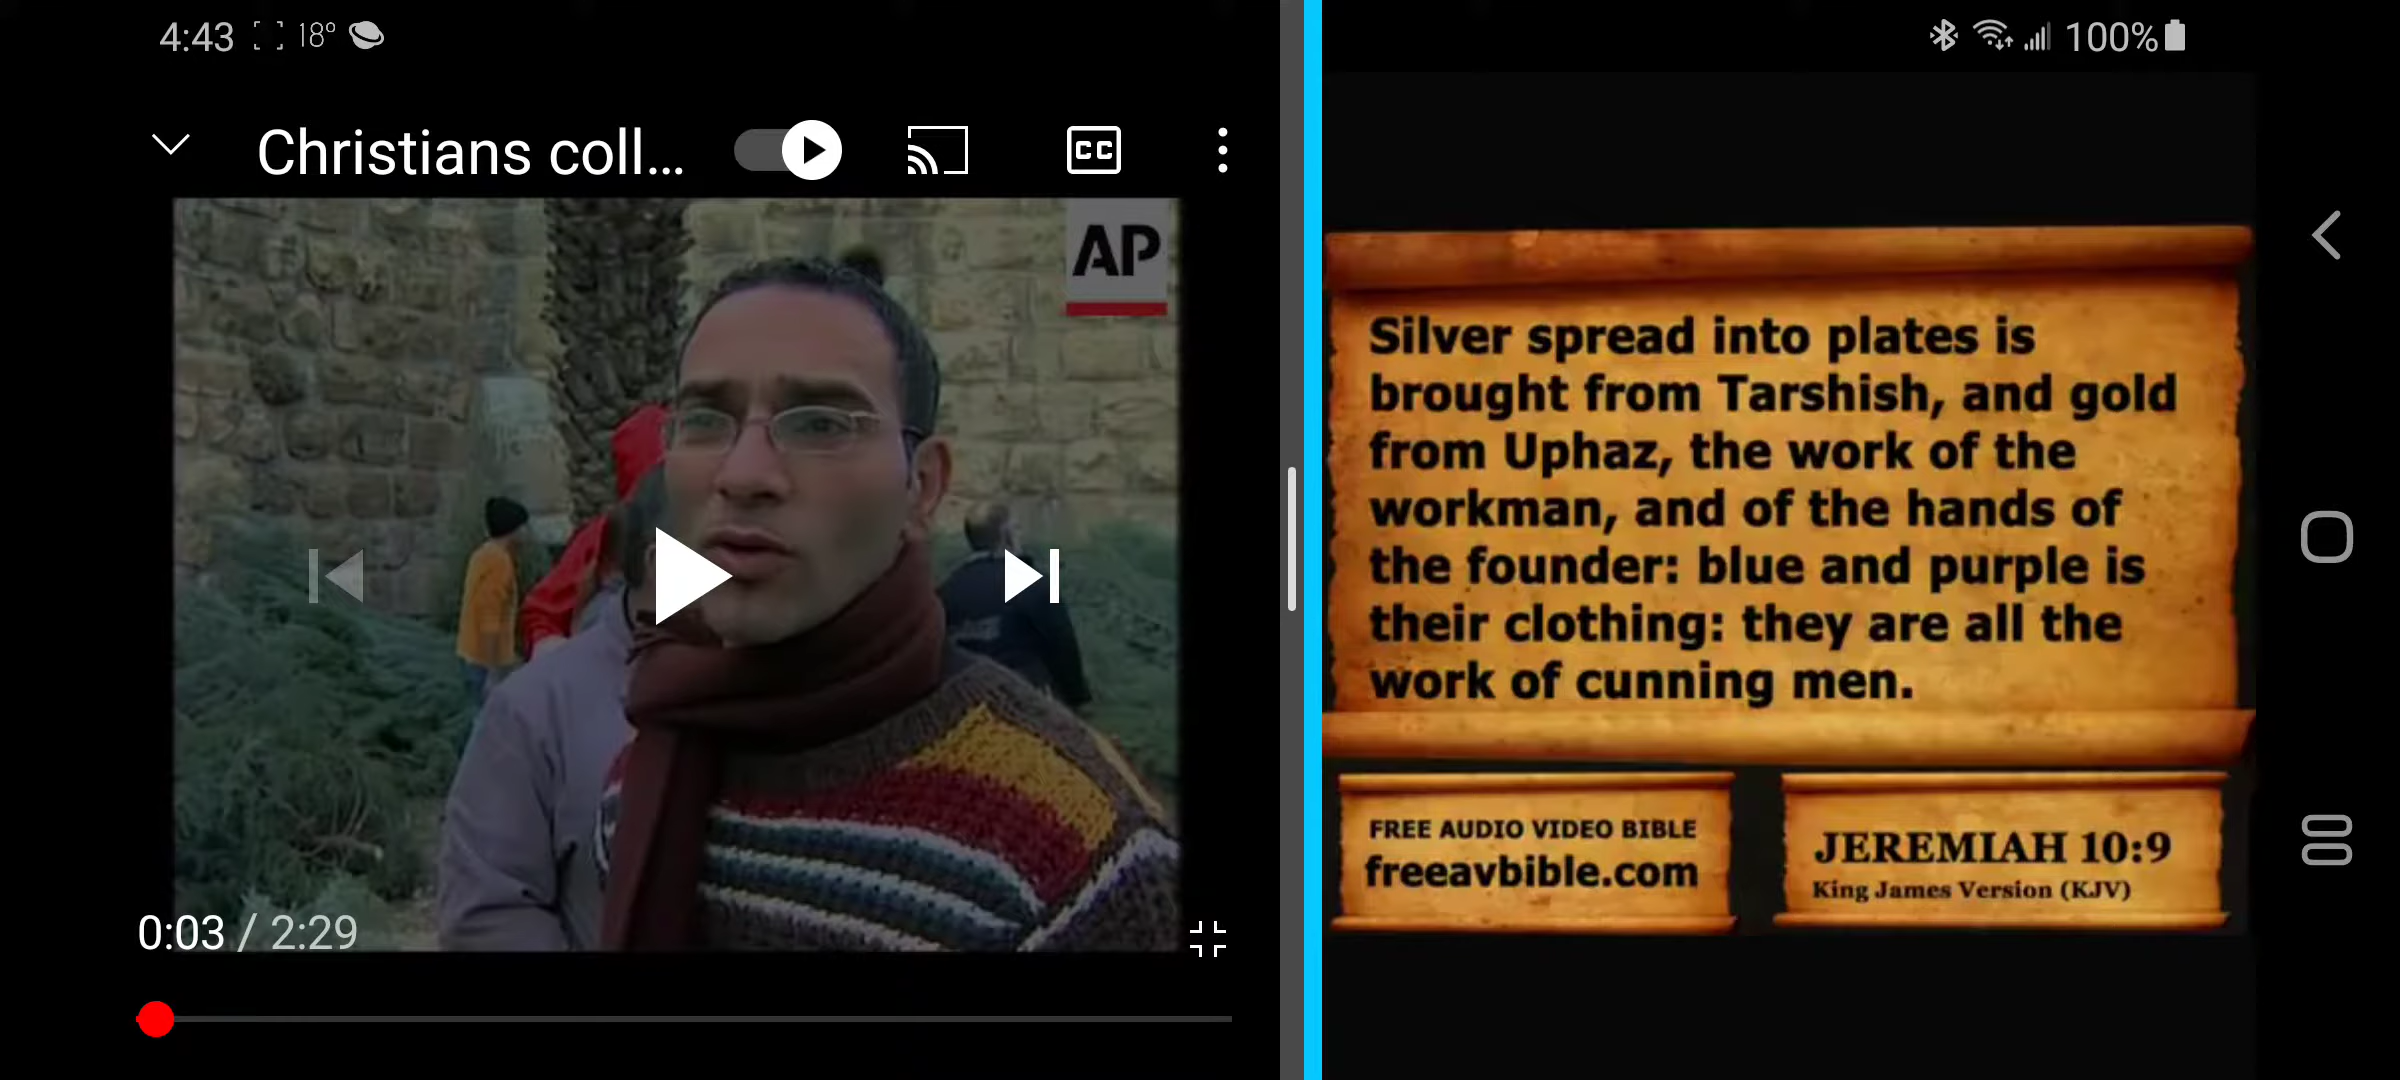 4:43 18°
100%
Christians coll...
CC
AP
0:03 / 2:29
Silver spread into plates is
brought from Tarshish, and gold
from Uphaz, the work of the
workman, and of the hands of
the founder: blue and purple is
their clothing: they are all the
work of cunning men.
FREE AUDIO VIDEO BIBLE
freeavbible.com
JEREMIAH 10:9
King James Version (KJV)